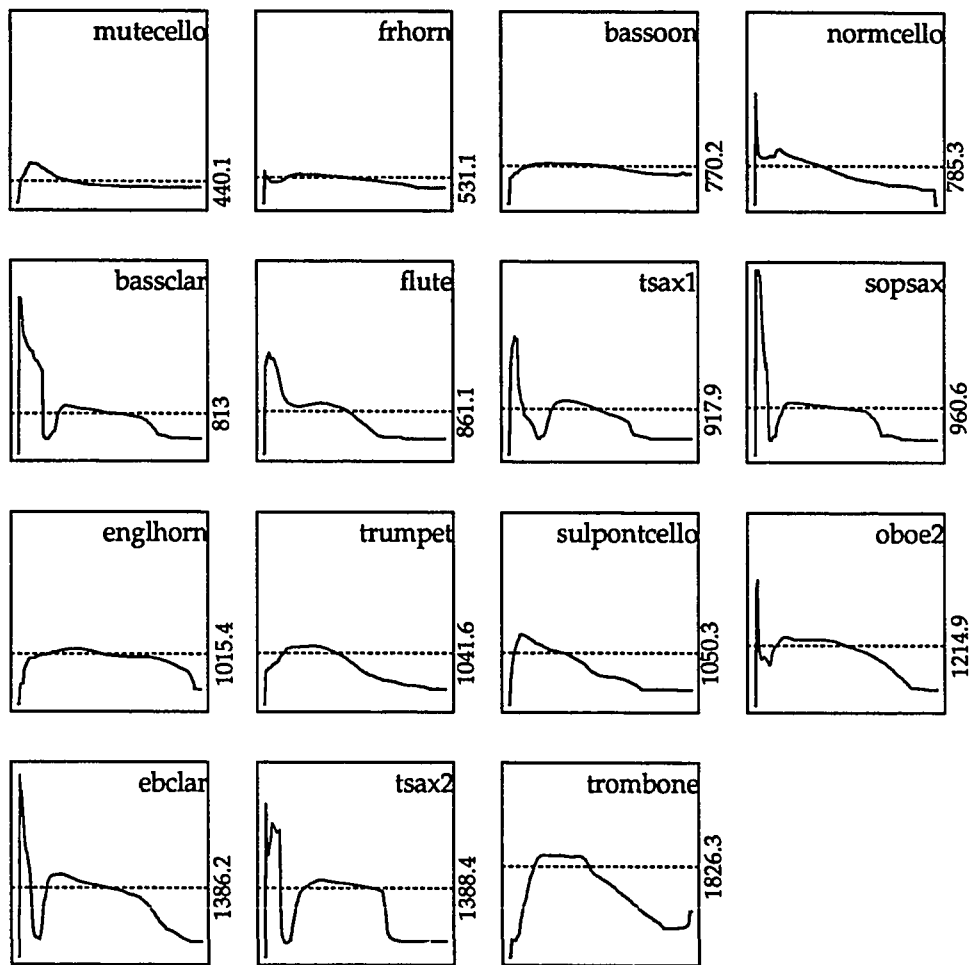 mutecello
440.1
frhorn
531.1
bassoon
770.2
normcello
785.3
bassclar
813
flute
861.1
tsax1
917.9
sopsax
960.6
englhorn
1015.4
trumpet
1041.6
sulpontcello
1050.3
oboe2
1214.9
ebclar
1386.2
tsax2
1388.4
trombone
1826.3